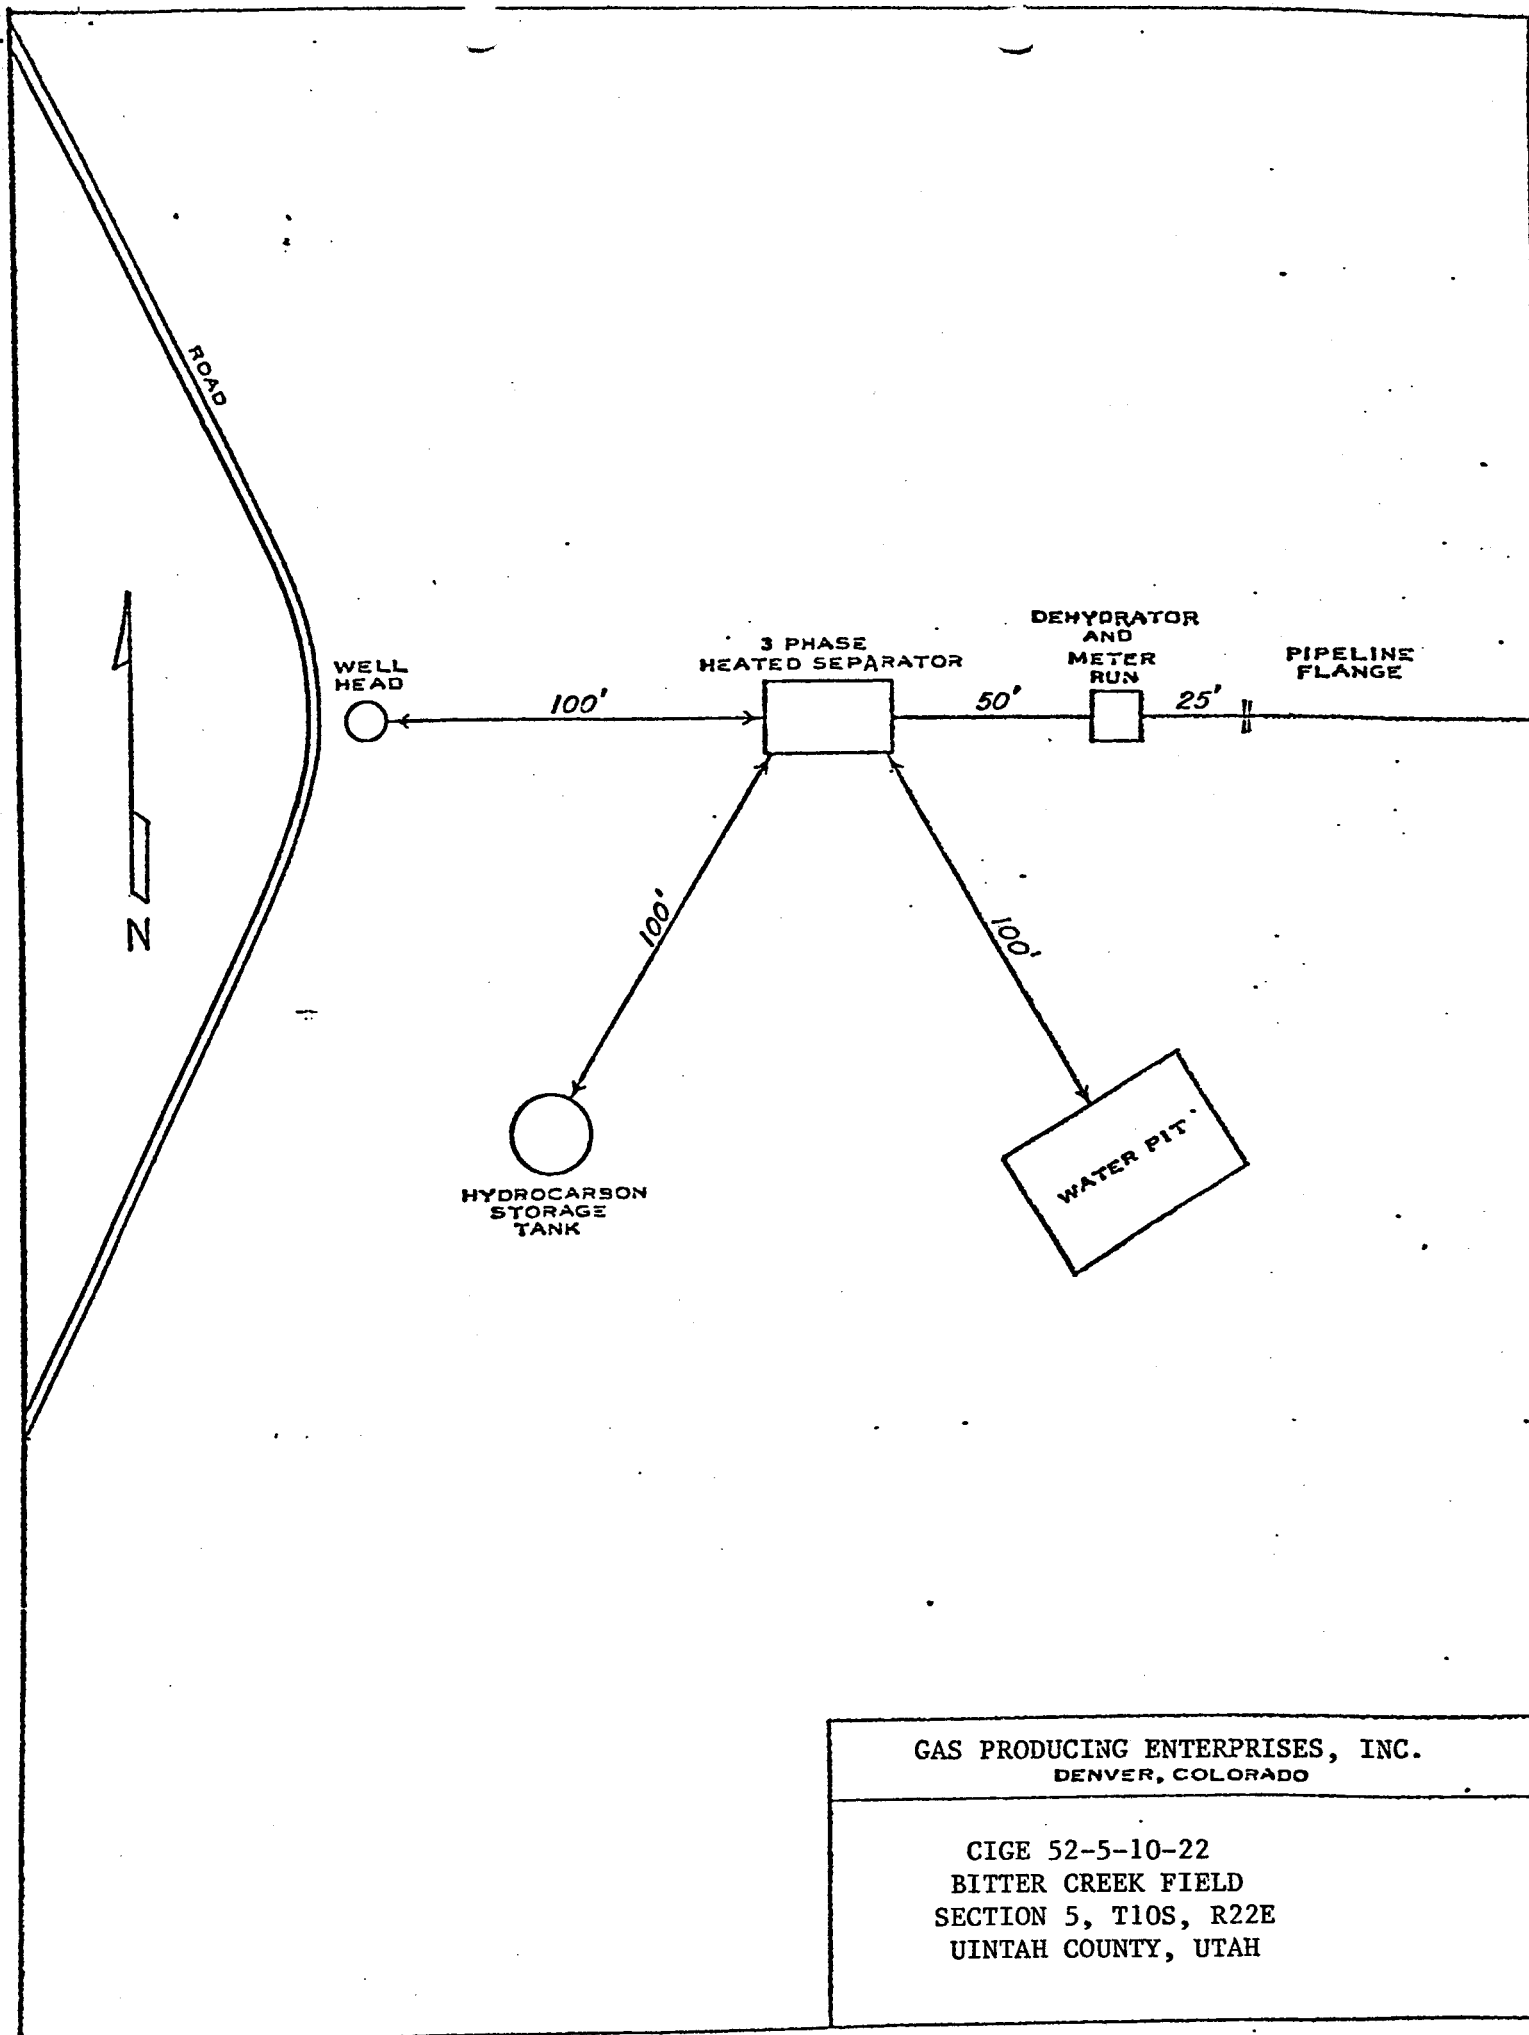 ROAD
WELL
HEAD
100'
3 PHASE
HEATED SEPARATOR
50'
DEHYDRATOR
AND
METER
RUN
25'
PIPELINE
FLANGE
N
100'
100'
HYDROCARBON
STORAGE
TANK
WATER PIT
GAS PRODUCING ENTERPRISES, INC.
DENVER, COLORADO
CIGE 52-5-10-22
BITTER CREEK FIELD
SECTION 5, T10S, R22E
UINTAH COUNTY, UTAH